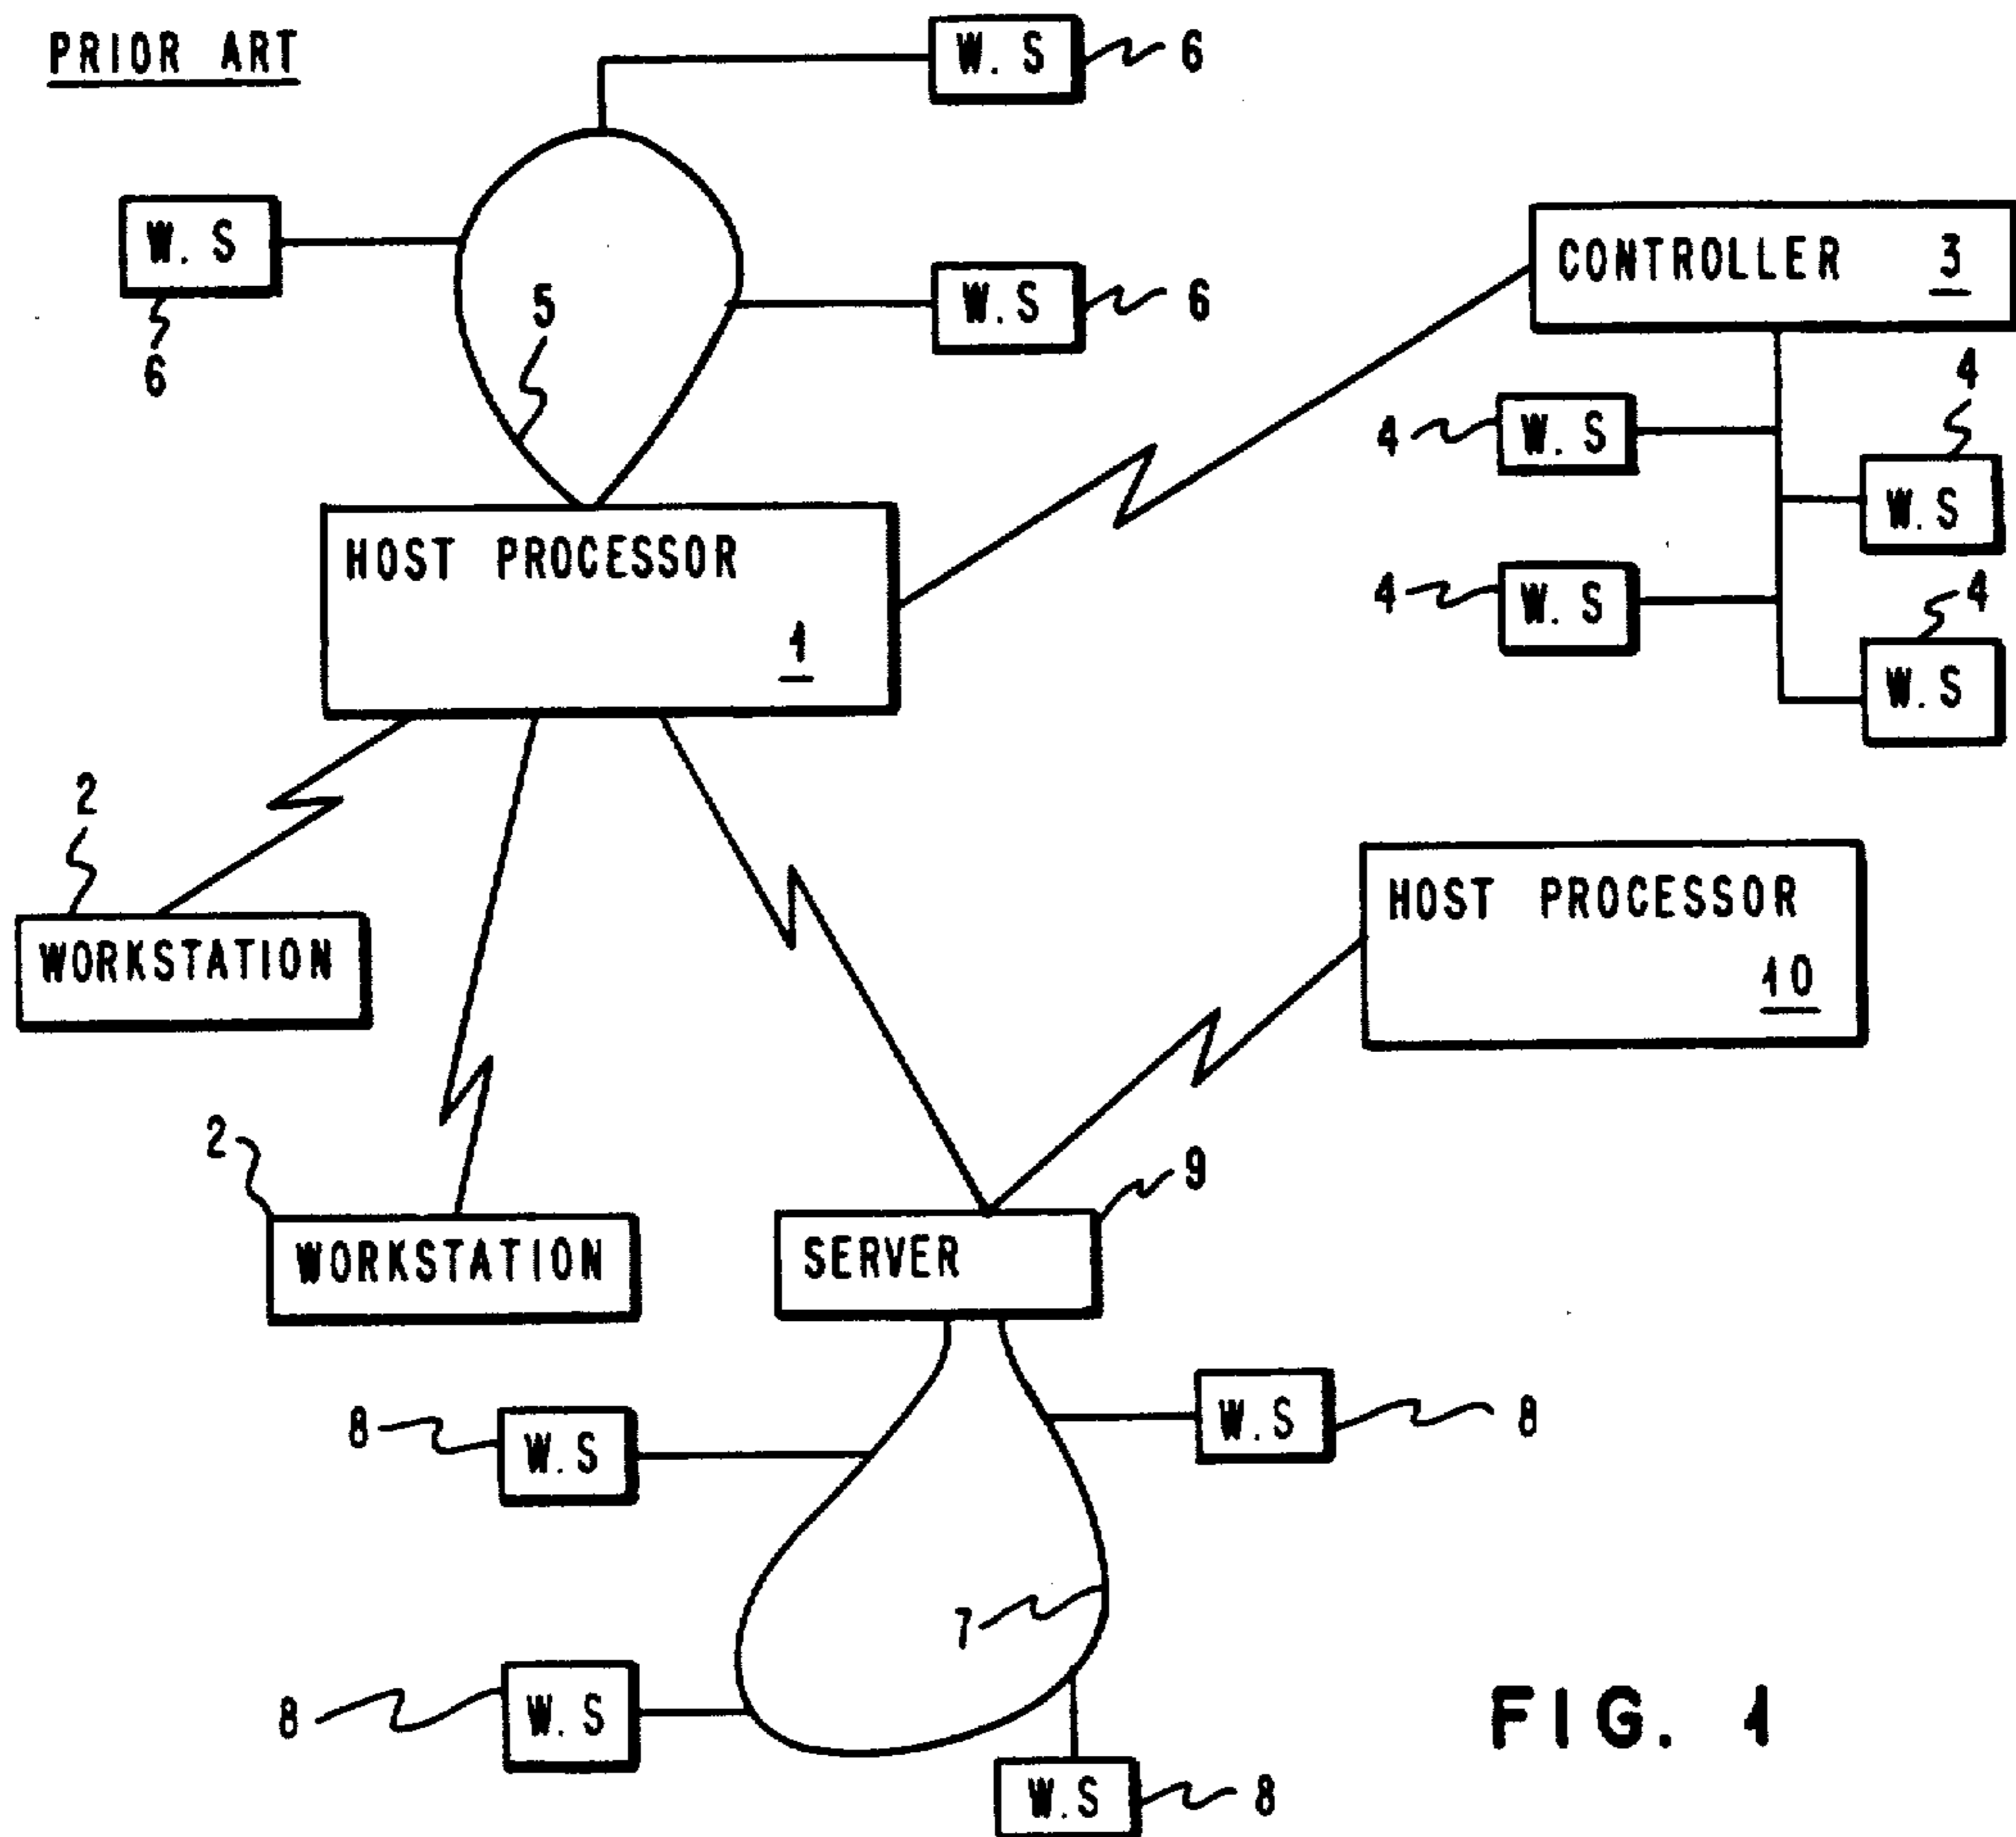 PRIOR ART
W.S
6
W.S
6
5
W.S
6
CONTROLLER 3
4
W.S
4
W.S
4
W.S
4
W.S
HOST PROCESSOR
1
2
WORKSTATION
HOST PROCESSOR
10
2
WORKSTATION
9
SERVER
8
W.S
W.S
8
7
8
W.S
W.S
8
FIG. 1